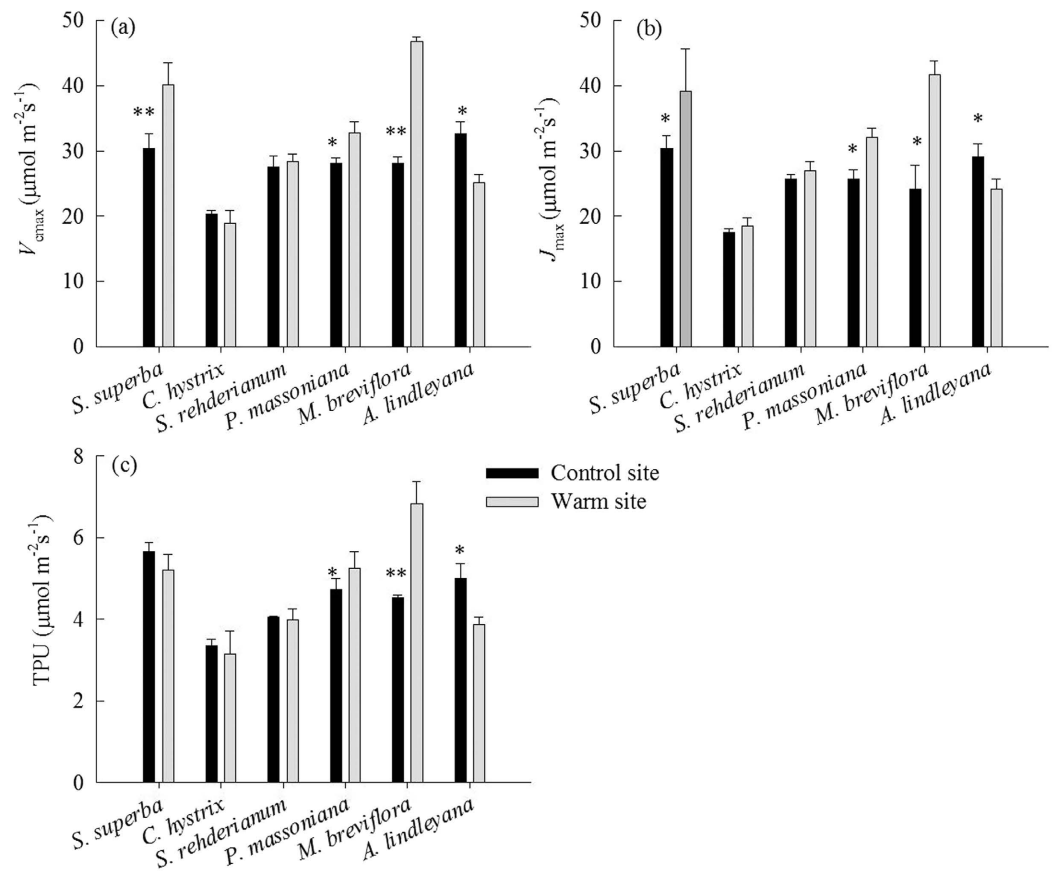 (a)
50
40
30
20
10
0
Vcmax (μmol m-2s-1)
**
*
**
*
S. superba
C. hystrix
S. rehderianum
P. massoniana
M. breviflora
A. lindleyana
(b)
50
40
30
20
10
0
Jmax (μmol m-2s-1)
*
*
*
*
S. superba
C. hystrix
S. rehderianum
P. massoniana
M. breviflora
A. lindleyana
(c)
8
6
4
2
0
TPU (μmol m-2s-1)
*
**
*
S. superba
C. hystrix
S. rehderianum
P. massoniana
M. breviflora
A. lindleyana
Control site
Warm site